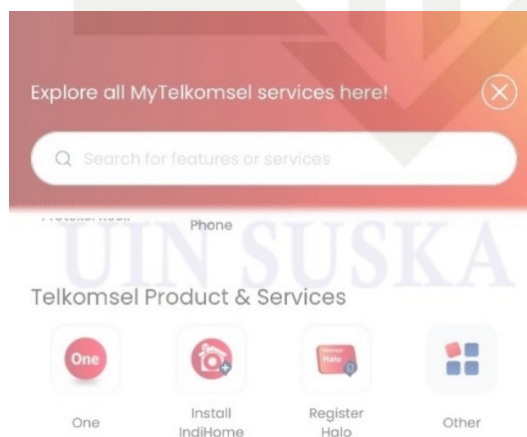 Explore all MyTelkomsel services here!
Search for features or services
Phone
UIN SUSKA
Telkomsel Product & Services
One
Halo
One
Install
IndiHome
Register
Halo
Other